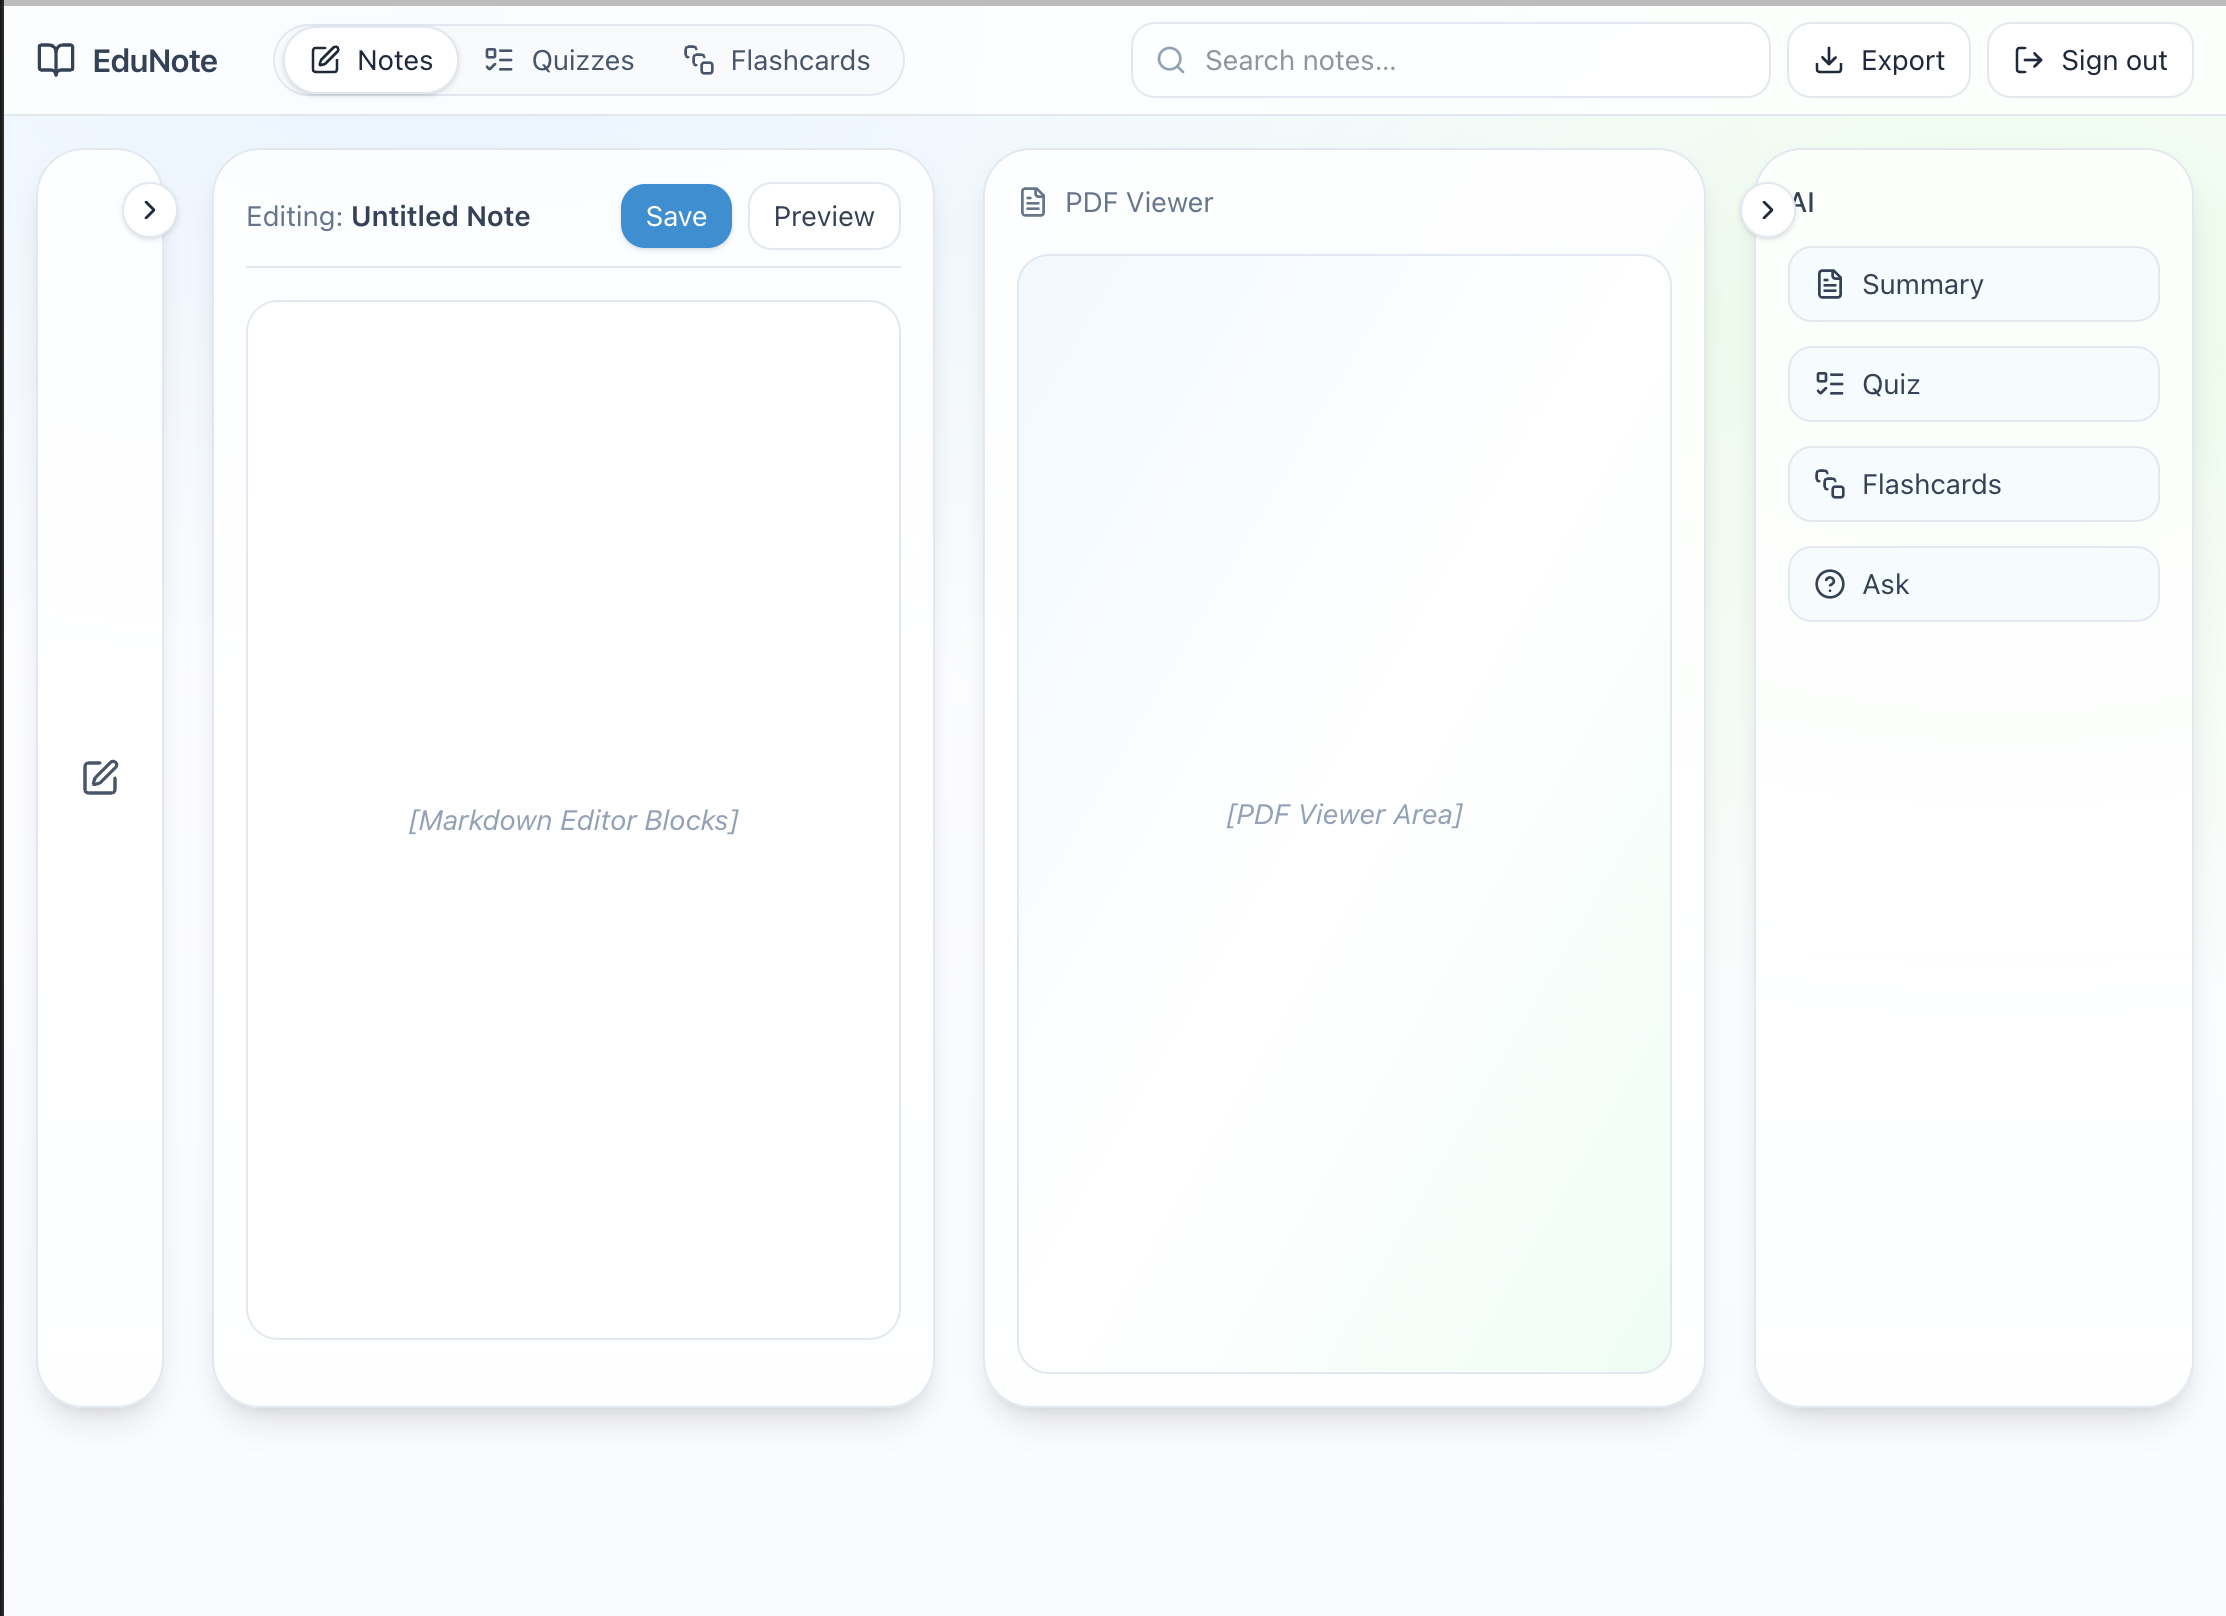 EduNote
Notes
Quizzes
Flashcards
Search notes...
Export
Sign out
Editing: Untitled Note
Save
Preview
[Markdown Editor Blocks]
PDF Viewer
[PDF Viewer Area]
AI
Summary
Quiz
Flashcards
Ask